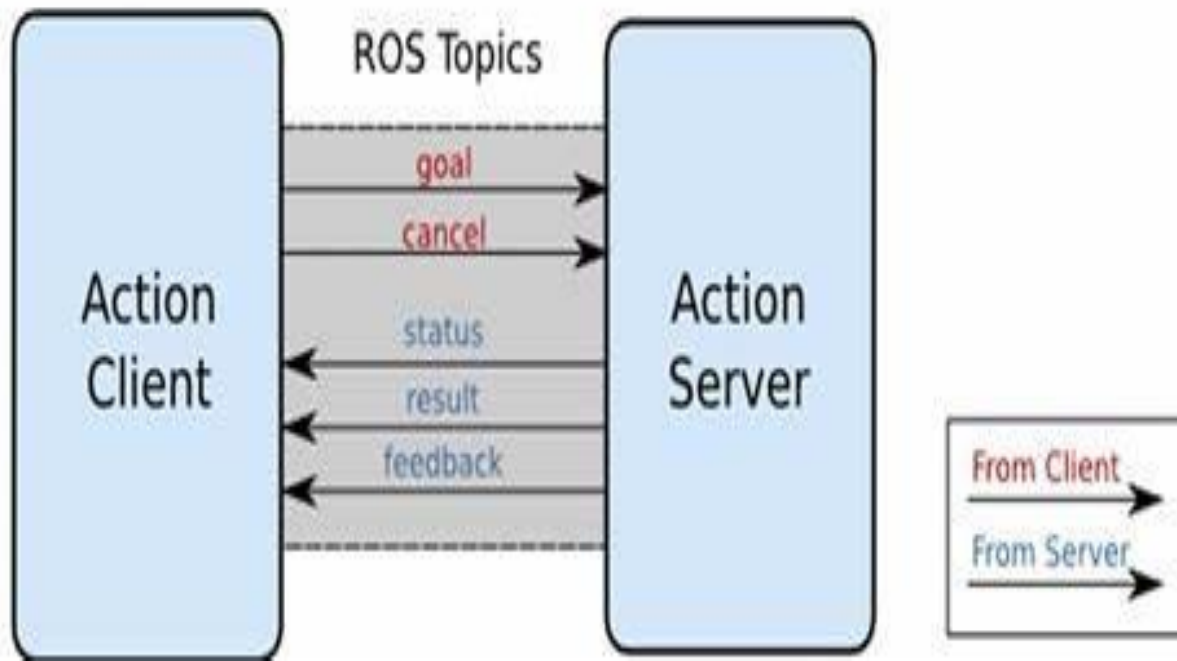 ROS Topics
goal
cancel
Action
Client
status
result
feedback
Action
Server
From Client
From Server